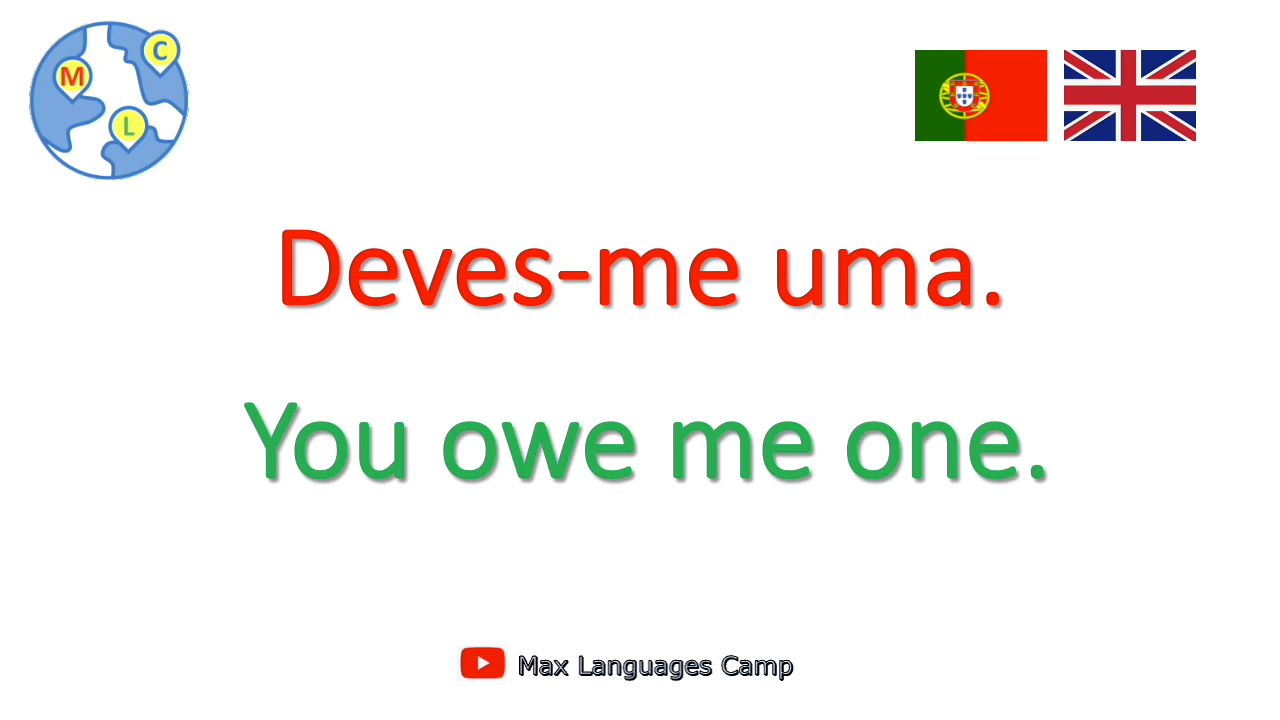 M
C
L
Deves-me uma.
You owe me one.
Max Languages Camp